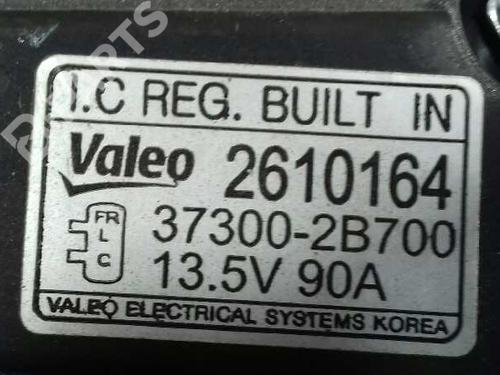 I.C REG. BUILT IN
Valeo 2610164
FR
L
C
37300-2B700
13.5V 90A
VALEO ELECTRICAL SYSTEMS KOREA